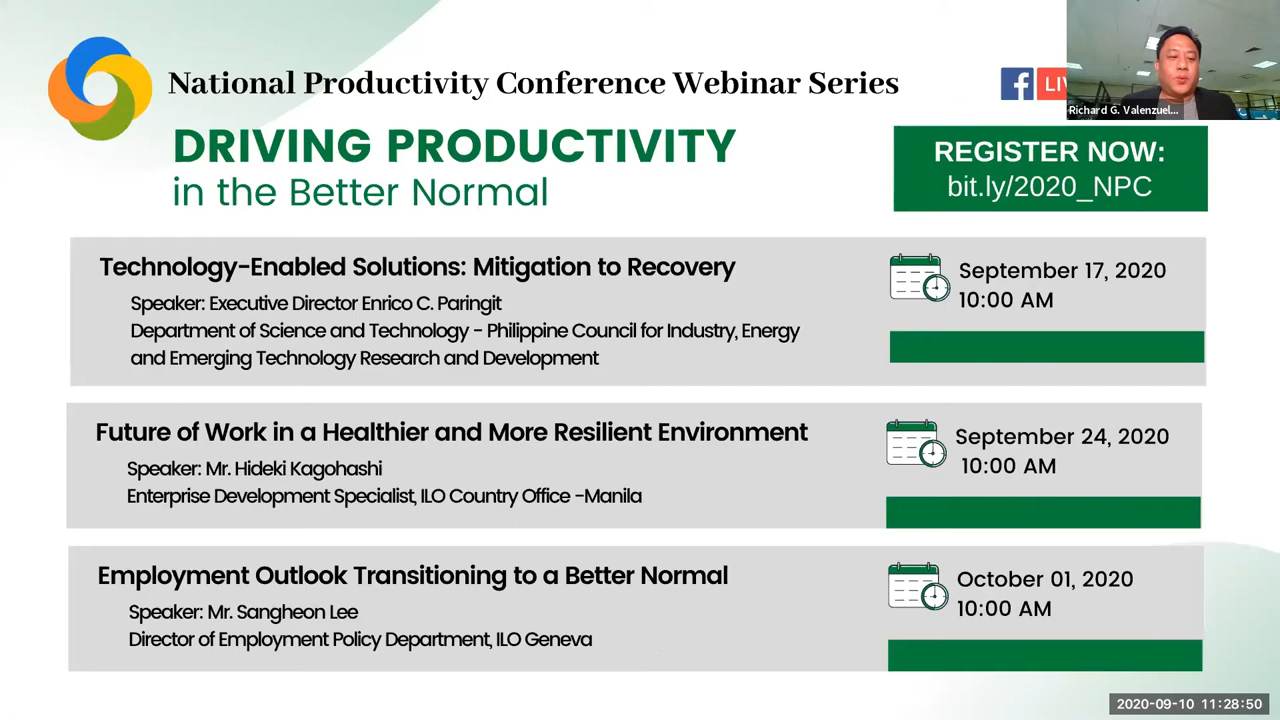 National Productivity Conference Webinar Series
LIV
Richard G. Valenzuel...
DRIVING PRODUCTIVITY
in the Better Normal
REGISTER NOW:
bit.ly/2020_NPC
Technology-Enabled Solutions: Mitigation to Recovery
Speaker: Executive Director Enrico C. Paringit
Department of Science and Technology - Philippine Council for Industry, Energy
and Emerging Technology Research and Development
September 17, 2020
10:00 AM
Future of Work in a Healthier and More Resilient Environment
Speaker: Mr. Hideki Kagohashi
Enterprise Development Specialist, ILO Country Office -Manila
September 24, 2020
10:00 AM
Employment Outlook Transitioning to a Better Normal
Speaker: Mr. Sangheon Lee
Director of Employment Policy Department, ILO Geneva
October 01, 2020
10:00 AM
2020-09-10 11:28:50